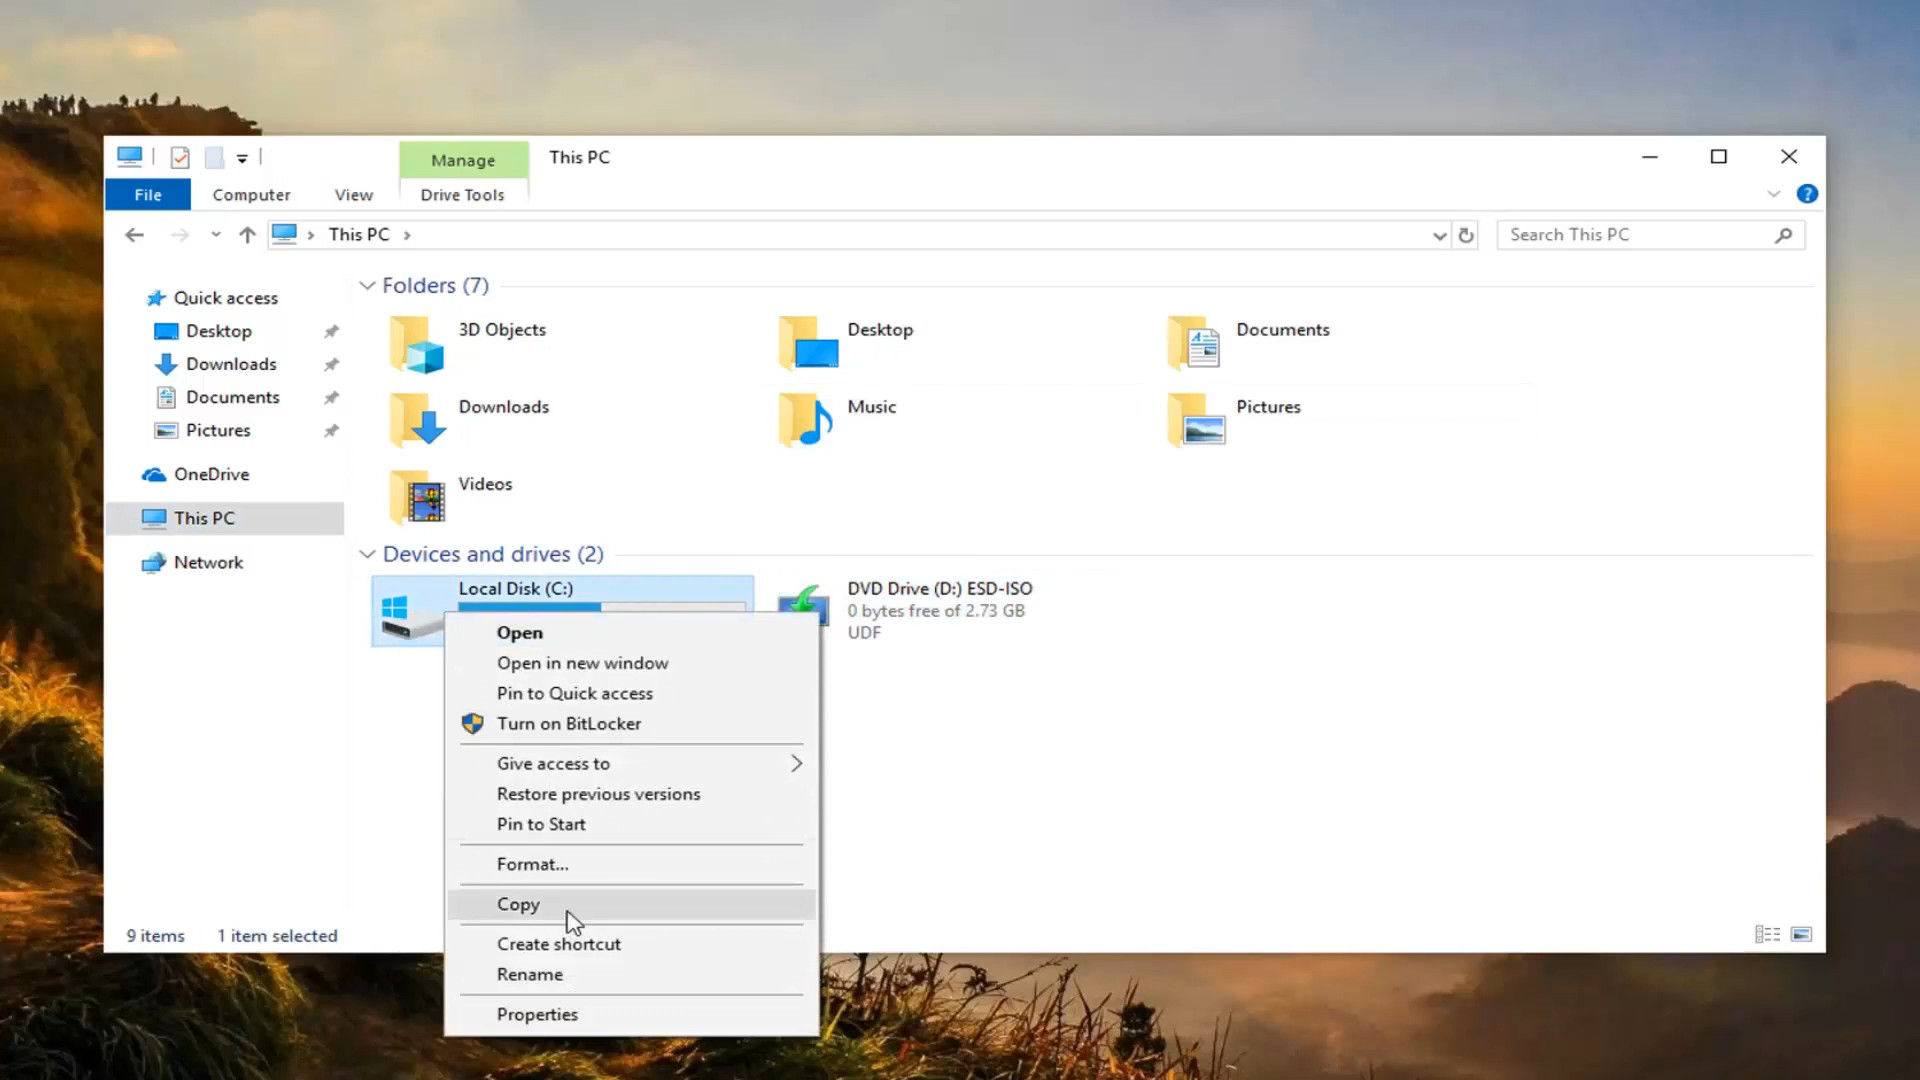 Manage
This PC
File
Computer
View
Drive Tools
This PC
Search This PC
Quick access
Desktop
Downloads
Documents
Pictures
OneDrive
This PC
Network
Folders (7)
3D Objects
Desktop
Documents
Downloads
Music
Pictures
Videos
Devices and drives (2)
Local Disk (C:)
DVD Drive (D:) ESD-ISO
0 bytes free of 2.73 GB
UDF
Open
Open in new window
Pin to Quick access
Turn on BitLocker
Give access to
Restore previous versions
Pin to Start
Format...
Copy
Create shortcut
Rename
Properties
9 items
1 item selected